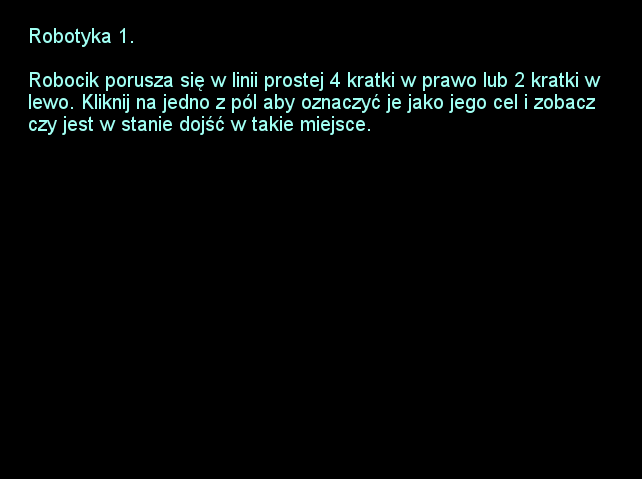 Robotyka 1.
Robocik porusza się w linii prostej 4 kratki w prawo lub 2 kratki w
lewo. Kliknij na jedno z pól aby oznaczyć je jako jego cel i zobacz
czy jest w stanie dojść w takie miejsce.